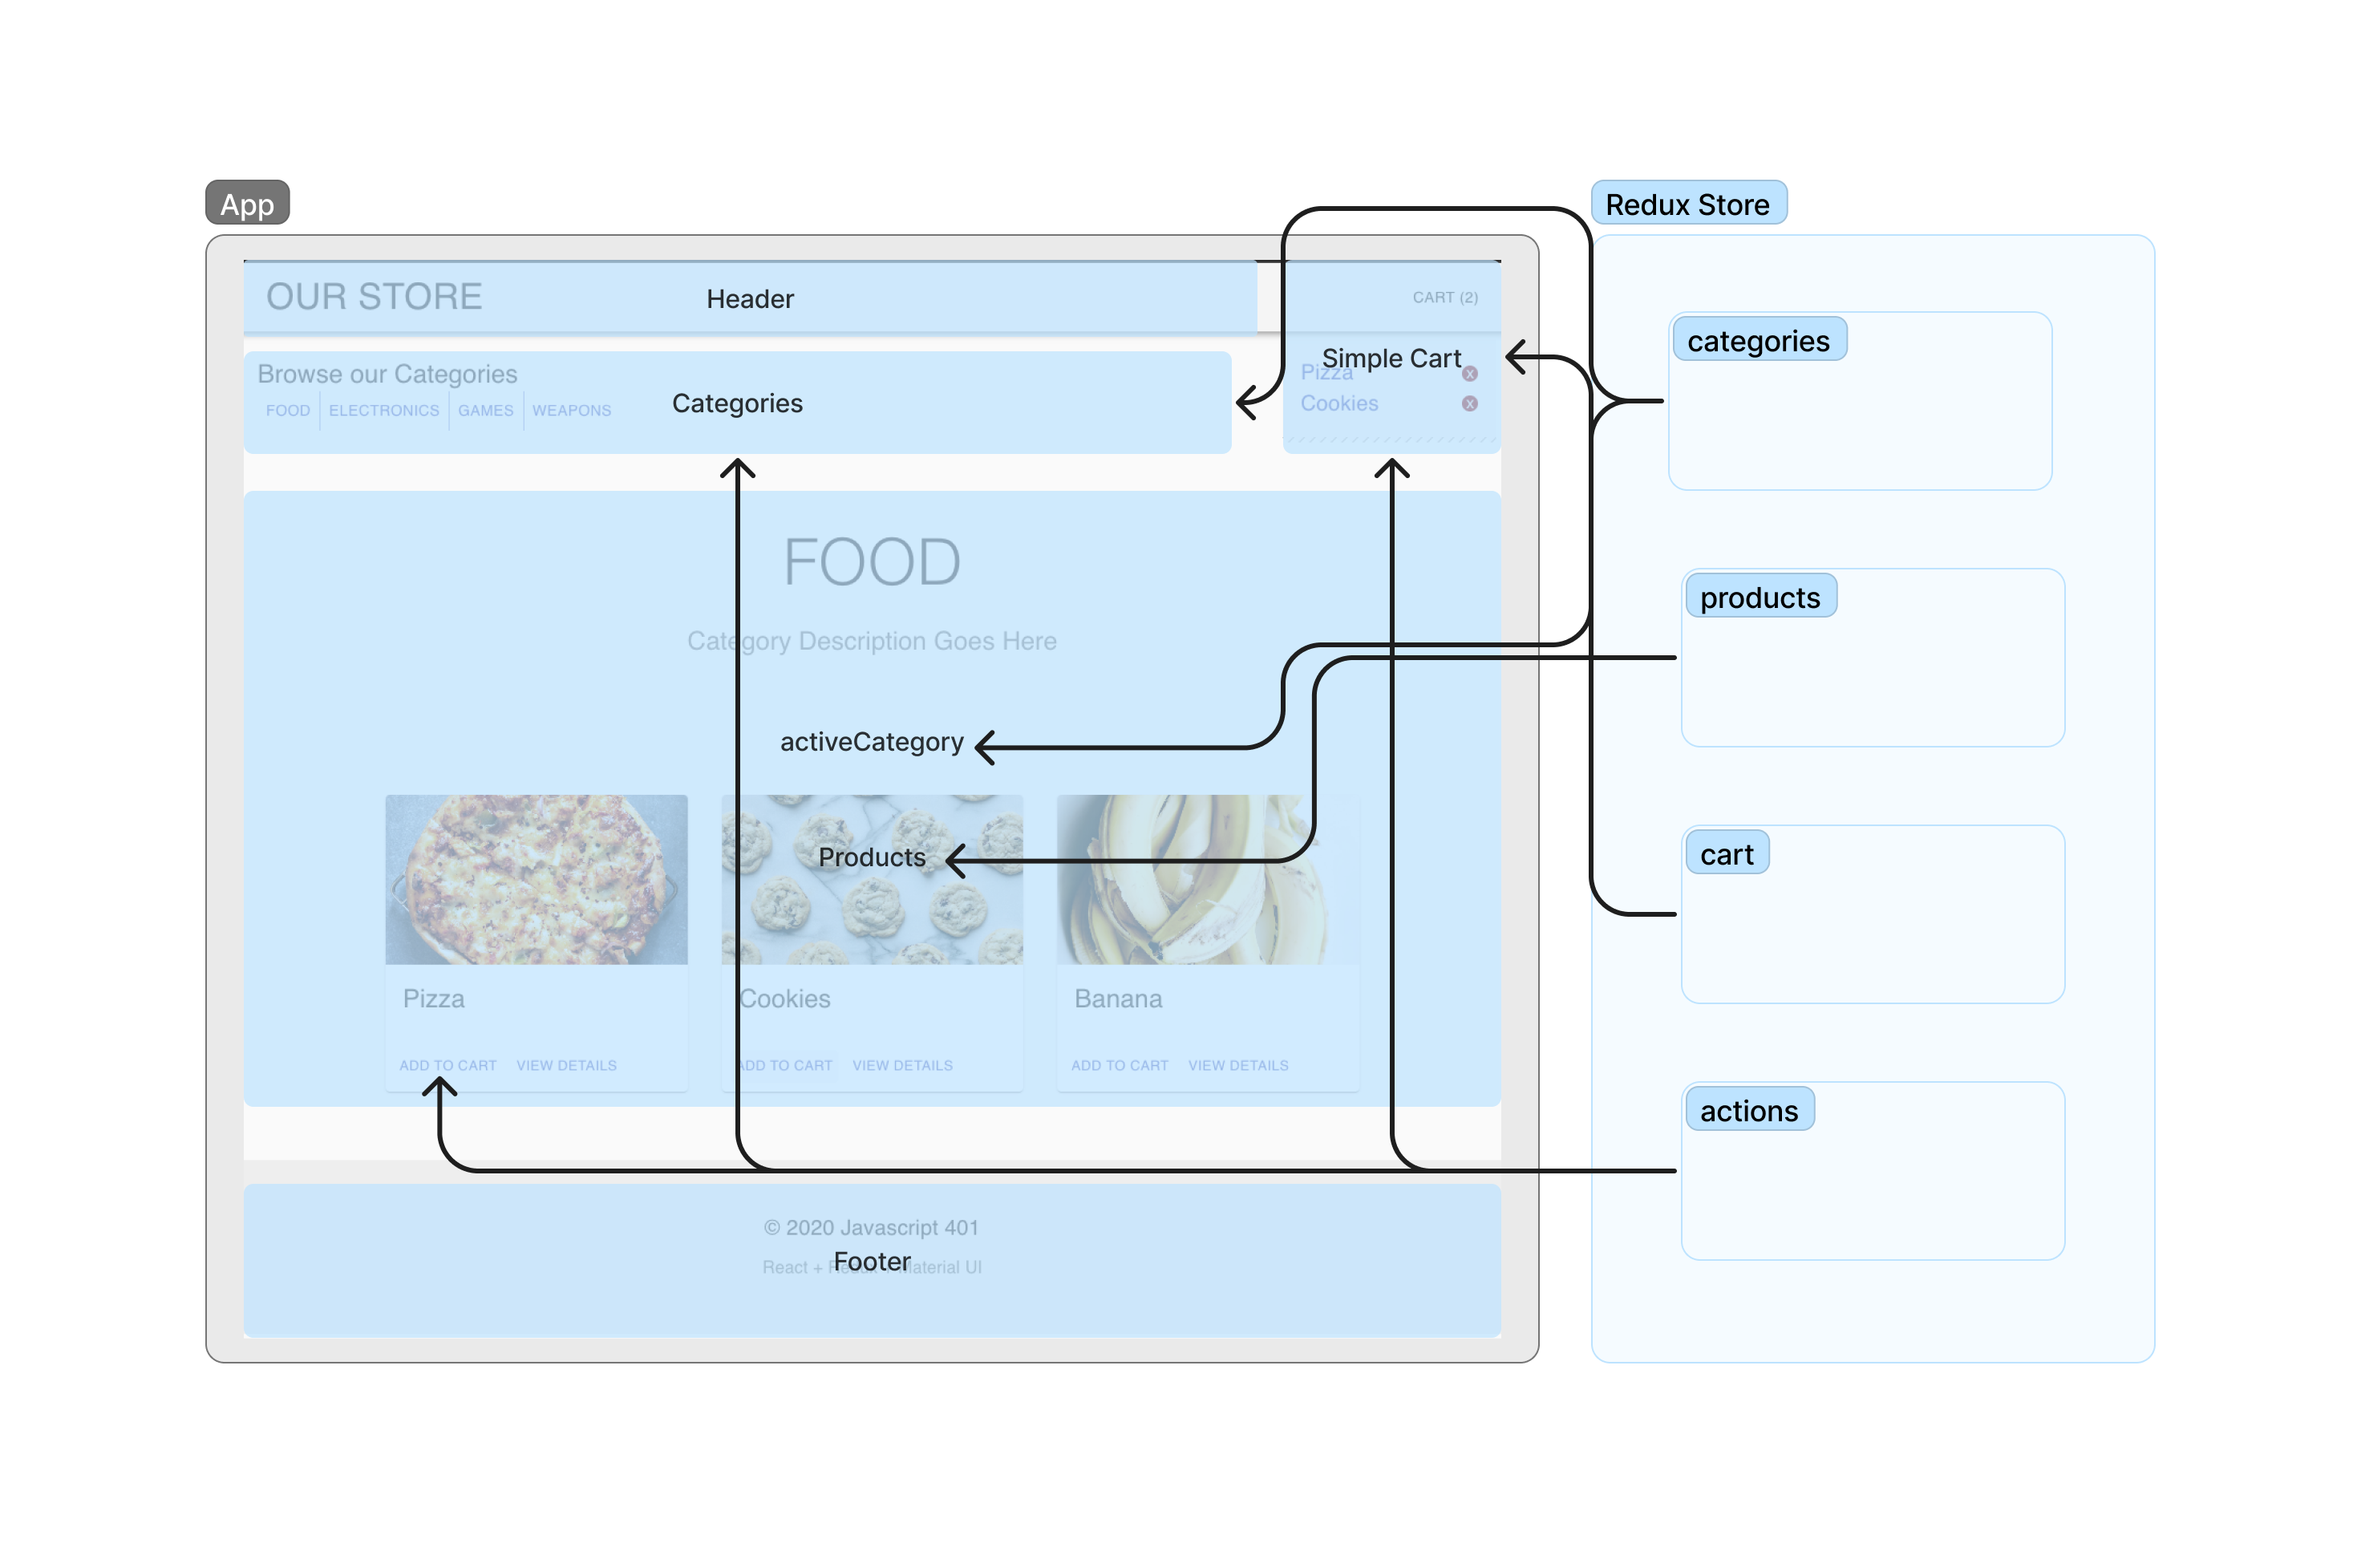 App
Redux Store
OUR STORE
Header
CART (2)
Simple Cart
Pizza
Cookies
Browse our Categories
FOOD
ELECTRONICS
GAMES
WEAPONS
Categories
FOOD
Category Description Goes Here
activeCategory
Products
Pizza
ADD TO CART VIEW DETAILS
Cookies
ADD TO CART VIEW DETAILS
Banana
ADD TO CART VIEW DETAILS
© 2020 Javascript 401
React + Redux + Material UI
Footer
categories
products
cart
actions